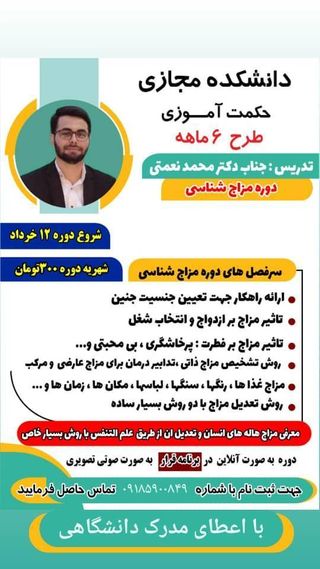 دانشکده مجازی
حکمت آموزی
طرح ۶ ماهه
تدریس : جناب دکتر محمد نعمتی
دوره مزاج شناسی
شروع دوره ۱۲ خرداد
شهریه دوره ۳۰۰تومان
سرفصل های دوره مزاج شناسی
ارائه راهکار جهت تعیین جنسیت جنین
تاثیر مزاج بر ازدواج و انتخاب شغل
تاثیر مزاج بر فطرت : پرخاشگری ، بی محبتی و...
روش تشخیص مزاج ذاتی ،تدابیر درمان برای مزاج عارضی و مرکب
مزاج غذا ها ، رنگها ، سنگها ، لباسها ، مکان ها ، زمان ها و ...
روش تعدیل مزاج با دو روش بسیار ساده
معرفی مزاج هاله های انسان و تعدیل ان از طریق علم التنفس با روش بسیار خاص
دوره به صورت آنلاین در برنامه قرار به صورت صوتی تصویری
جهت ثبت نام با شماره ۰۹۱۸۵۹۰۰۸۴۹ تماس حاصل فرمایید
با اعطای مدرک دانشگاهی